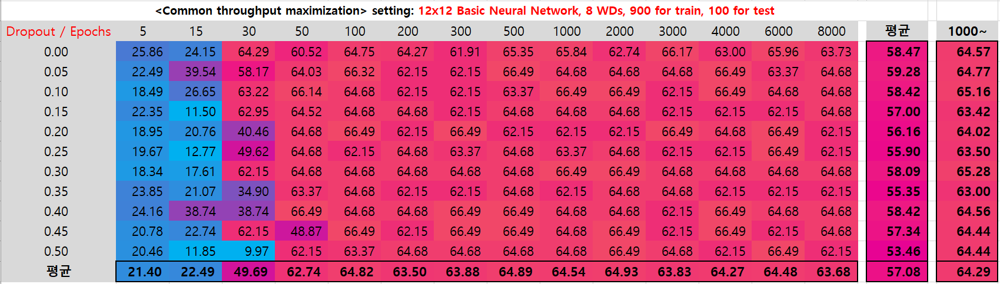 <Common throughput maximization> setting: 12x12 Basic Neural Network, 8 WDs, 900 for train, 100 for test
Dropout / Epochs 5 15 30 50 100 200 300 500 1000 2000 3000 4000 6000 8000 평균 1000~
0.00 25.86 24.15 64.29 60.52 64.75 64.27 61.91 65.35 65.84 62.74 66.17 63.00 65.96 63.73 58.47 64.57
0.05 22.49 39.54 58.17 64.03 66.32 62.15 62.15 66.49 64.68 64.68 64.68 66.49 63.37 64.68 59.28 64.77
0.10 18.49 26.65 63.22 66.14 64.68 62.15 62.15 63.37 66.49 66.49 62.15 66.49 64.68 64.68 58.42 65.16
0.15 22.35 11.50 62.95 64.52 64.68 64.68 62.15 64.68 64.68 64.68 62.15 62.15 62.15 64.68 57.00 63.42
0.20 18.95 20.76 40.46 64.68 66.49 62.15 66.49 62.15 62.15 62.15 66.49 64.68 66.49 62.15 56.16 64.02
0.25 19.67 12.77 49.62 64.68 62.15 64.68 63.37 64.68 63.37 64.68 62.15 62.15 66.49 62.15 55.90 63.50
0.30 18.34 17.61 62.15 64.68 64.68 64.68 64.68 64.68 66.49 66.49 64.68 64.68 64.68 64.68 58.09 65.28
0.35 23.85 21.07 34.90 63.37 64.68 62.15 62.15 64.68 62.15 64.68 64.68 62.15 62.15 62.15 55.35 63.00
0.40 24.16 38.74 38.74 66.49 64.68 64.68 66.49 66.49 64.68 64.68 62.15 66.49 64.68 64.68 58.42 64.56
0.45 20.78 22.74 62.15 48.87 66.49 62.15 66.49 66.49 64.68 66.49 62.15 66.49 62.15 64.68 57.34 64.44
0.50 20.46 11.85 9.97 62.15 63.37 64.68 64.68 64.68 64.68 66.49 64.68 62.15 66.49 62.15 53.46 64.44
평균 21.40 22.49 49.69 62.74 64.82 63.50 63.88 64.89 64.54 64.93 63.83 64.27 64.48 63.68 57.08 64.29